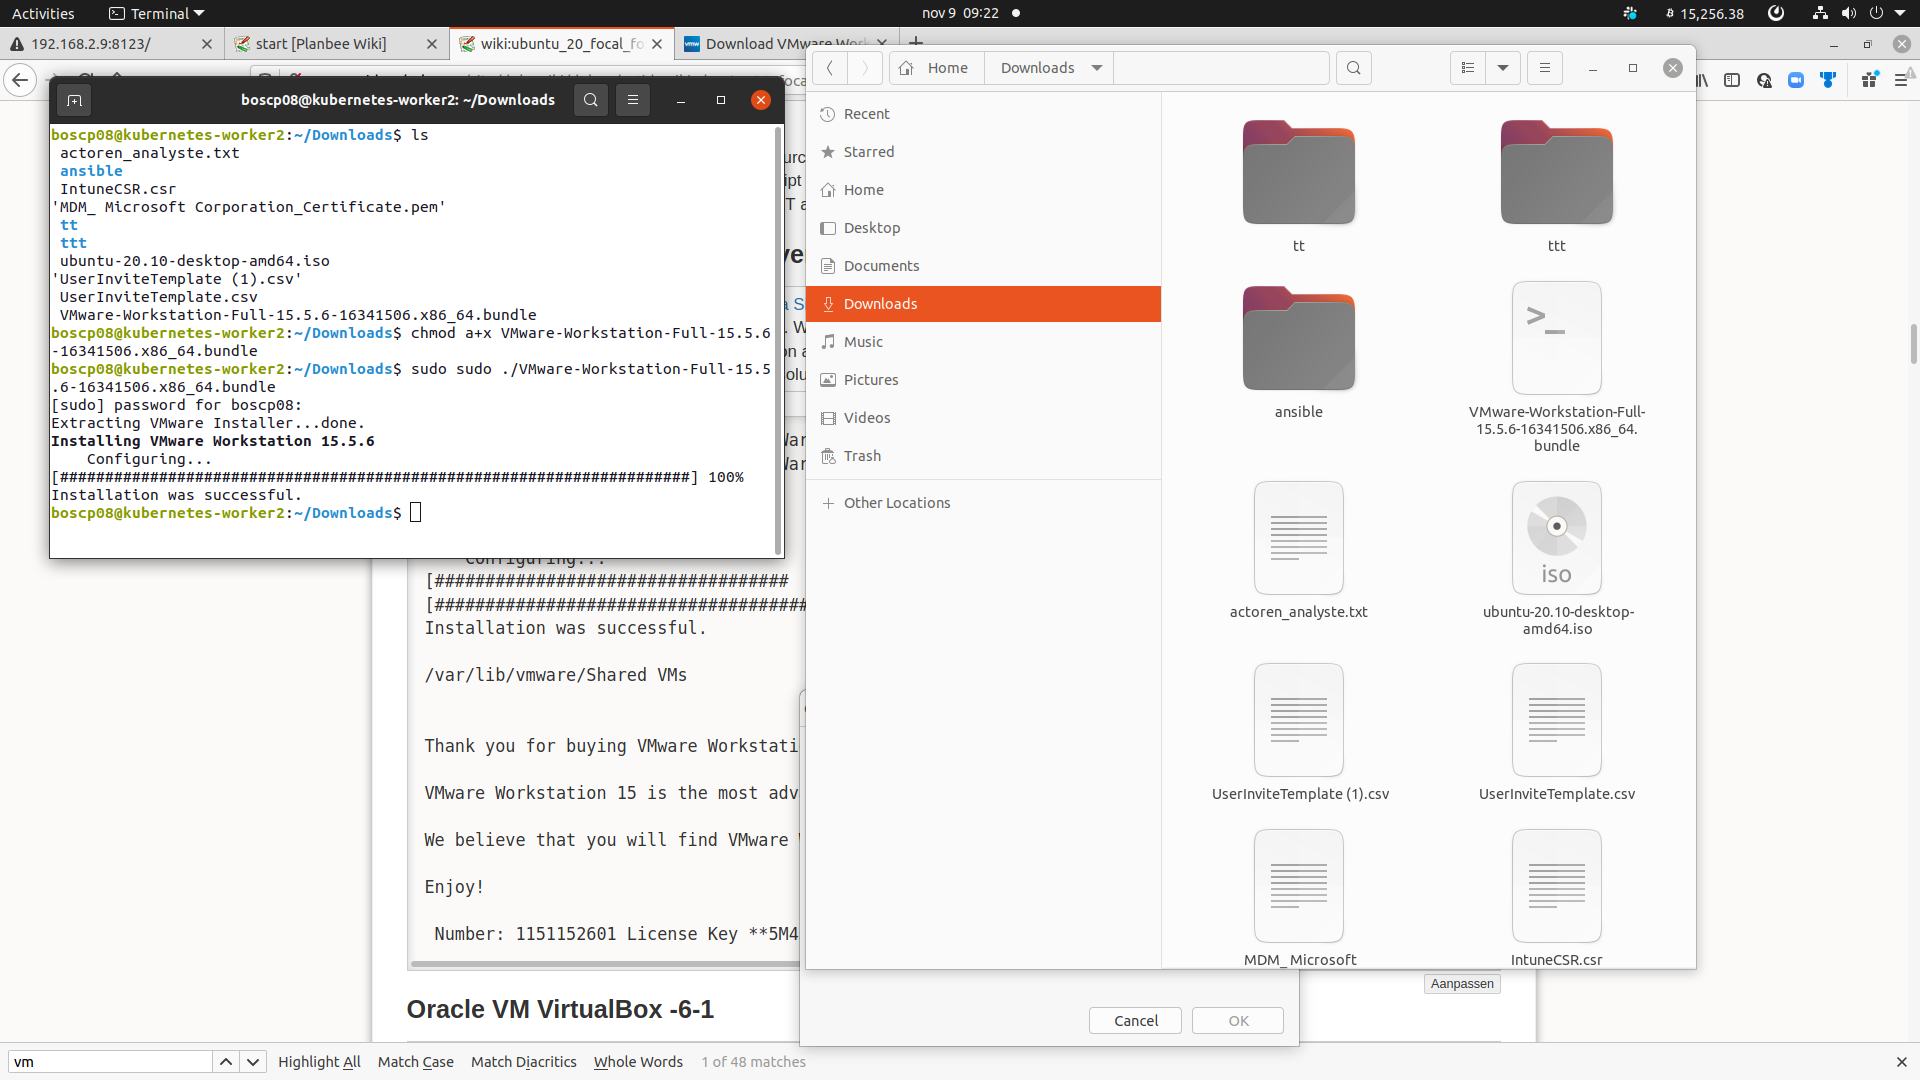 Activities
Terminal
nov 9 09:22
15,256.38
192.168.2.9:8123/
start [Planbee Wiki]
wiki:ubuntu_20_focal_fo
Download VMware Work
boscp08@kubernetes-worker2: ~/Downloads
boscp08@kubernetes-worker2:~/Downloads$ ls
actoren_analyste.txt
ansible
IntuneCSR.csr
'MDM_ Microsoft Corporation_Certificate.pem'
tt
ttt
ubuntu-20.10-desktop-amd64.iso
'UserInviteTemplate (1).csv'
UserInviteTemplate.csv
VMware-Workstation-Full-15.5.6-16341506.x86_64.bundle
boscp08@kubernetes-worker2:~/Downloads$ chmod a+x VMware-Workstation-Full-15.5.6
-16341506.x86_64.bundle
boscp08@kubernetes-worker2:~/Downloads$ sudo sudo ./VMware-Workstation-Full-15.5
.6-16341506.x86_64.bundle
[sudo] password for boscp08:
Extracting VMware Installer...done.
Installing VMware Workstation 15.5.6
Configuring...
[######################################################################] 100%
Installation was successful.
boscp08@kubernetes-worker2:~/Downloads$
Configuring...
[###################################
[#####################################
Installation was successful.
/var/lib/vmware/Shared VMs
Thank you for buying VMware Workstati
VMware Workstation 15 is the most adv
We believe that you will find VMware
Enjoy!
Number: 1151152601 License Key **5M4
Oracle VM VirtualBox -6-1
Home
Downloads
Recent
Starred
Home
Desktop
Documents
Downloads
Music
Pictures
Videos
Trash
Other Locations
tt
ttt
ansible
VMware-Workstation-Full-
15.5.6-16341506.x86_64.
bundle
>_
actoren_analyste.txt
iso
ubuntu-20.10-desktop-
amd64.iso
UserInviteTemplate (1).csv
UserInviteTemplate.csv
MDM_ Microsoft
IntuneCSR.csr
Aanpassen
Cancel
OK
vm
Highlight All
Match Case
Match Diacritics
Whole Words
1 of 48 matches